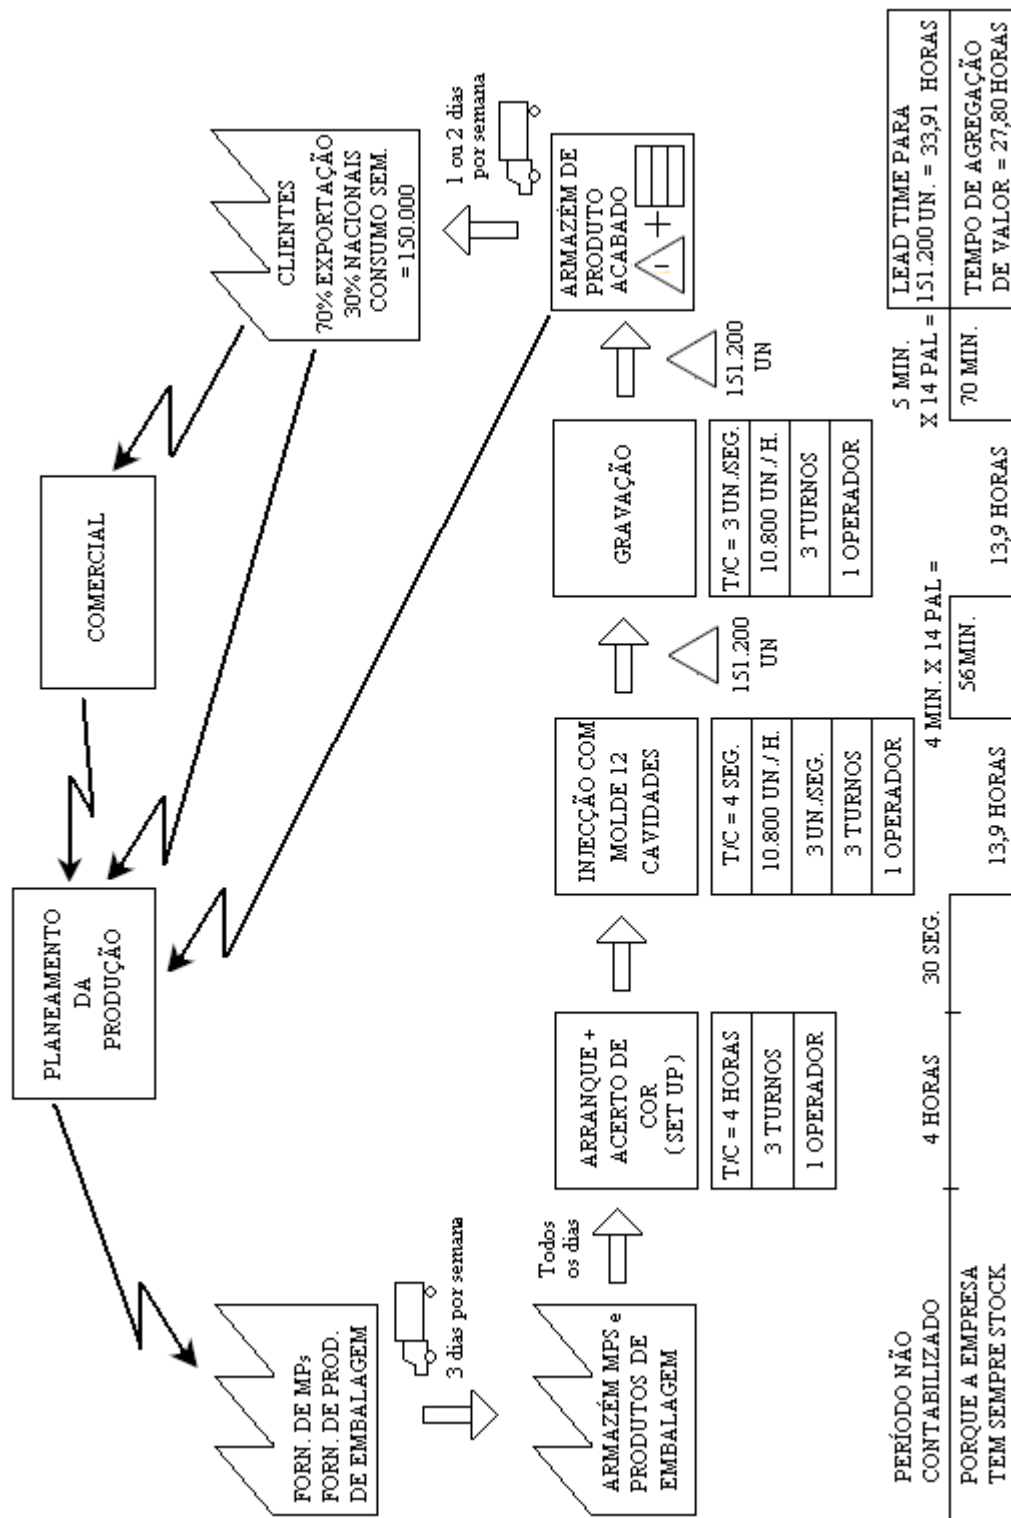 PLANEAMENTO
DA
PRODUÇÃO
COMERCIAL
FORN. DE MPs
FORN. DE PROD.
DE EMBALAGEM
CLIENTES
70% EXPORTAÇÃO
30% NACIONAIS
CONSUMO SEM.
= 150.000
3 dias por semana
1 ou 2 dias
por semana
ARMAZÉM MPS e
PRODUTOS DE
EMBALAGEM
Todos
os dias
ARRANQUE +
ACERTO DE
COR
( SET UP )
T/C = 4 HORAS
3 TURNOS
1 OPERADOR
INJECÇÃO COM
MOLDE 12
CAVIDADES
T/C = 4 SEG.
10.800 UN./ H.
3 UN./SEG.
3 TURNOS
1 OPERADOR
151.200
UN
GRAVAÇÃO
T/C = 3 UN./SEG.
10.800 UN./ H.
3 TURNOS
1 OPERADOR
151.200
UN
ARMAZÉM DE
PRODUTO
ACABADO
PERÍODO NÃO
CONTABILIZADO
PORQUE A EMPRESA
TEM SEMPRE STOCK
4 HORAS
30 SEG.
13,9 HORAS
4 MIN. X 14 PAL =
56 MIN.
13,9 HORAS
5 MIN.
X 14 PAL =
70 MIN.
LEAD TIME PARA
151.200 UN. = 33,91 HORAS
TEMPO DE AGREGAÇÃO
DE VALOR = 27,80 HORAS